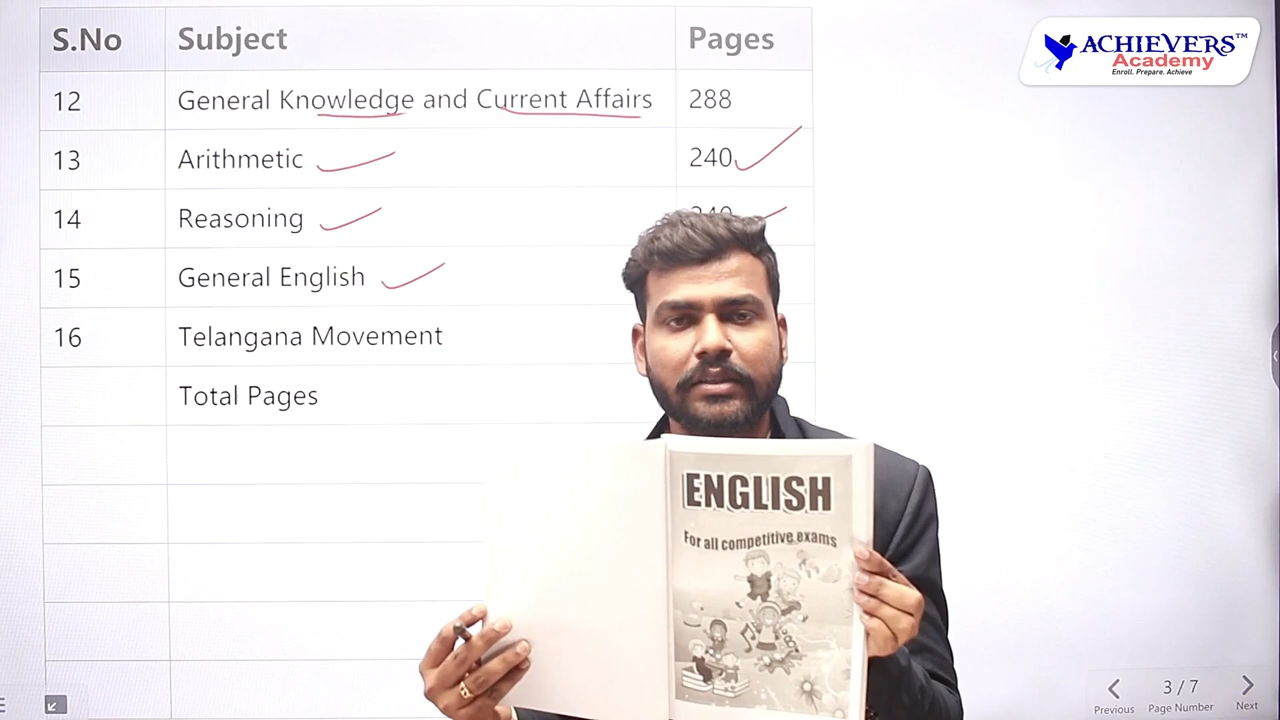 S.No Subject Pages
12 General Knowledge and Current Affairs 288
13 Arithmetic 240
14 Reasoning 240
15 General English
16 Telangana Movement
Total Pages
ACHIEVERS™
Academy
Enroll. Prepare. Achieve
ENGLISH
For all competitive exams
3 / 7
Previous Page Number Next